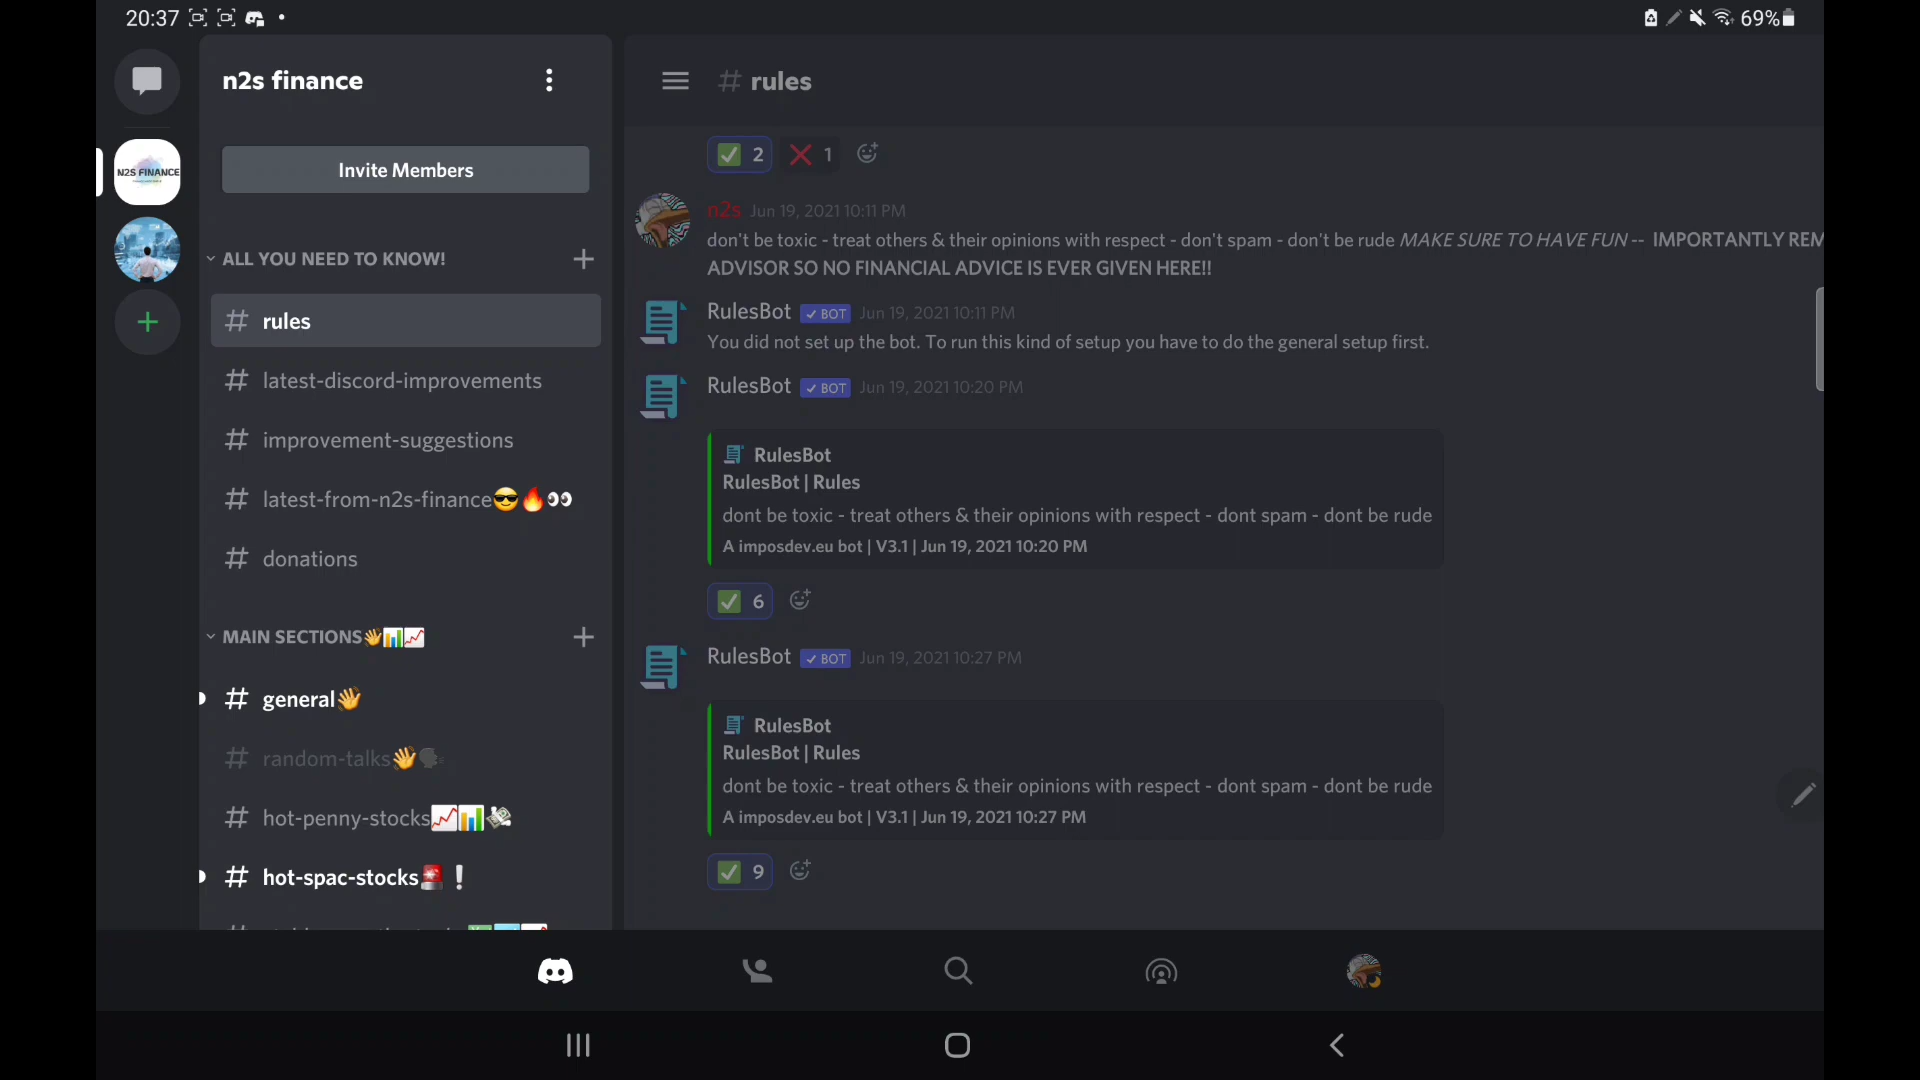 20:37
69%
n2s finance
Invite Members
N2S FINANCE
ALL YOU NEED TO KNOW!
# rules
# latest-discord-improvements
# improvement-suggestions
# latest-from-n2s-finance😎🔥👀
# donations
MAIN SECTIONS👋📊📈
# general👋
# random-talks👋🗣
# hot-penny-stocks📈📊💸
# hot-spac-stocks🚨❗
# rules
✅ 2 ❌ 1
n2s Jun 19, 2021 10:11 PM
don't be toxic - treat others & their opinions with respect - don't spam - don't be rude MAKE SURE TO HAVE FUN -- IMPORTANTLY REM
ADVISOR SO NO FINANCIAL ADVICE IS EVER GIVEN HERE!!
RulesBot ✓ BOT Jun 19, 2021 10:11 PM
You did not set up the bot. To run this kind of setup you have to do the general setup first.
RulesBot ✓ BOT Jun 19, 2021 10:20 PM
RulesBot
RulesBot | Rules
dont be toxic - treat others & their opinions with respect - dont spam - dont be rude
A imposdev.eu bot | V3.1 | Jun 19, 2021 10:20 PM
✅ 6
RulesBot ✓ BOT Jun 19, 2021 10:27 PM
RulesBot
RulesBot | Rules
dont be toxic - treat others & their opinions with respect - dont spam - dont be rude
A imposdev.eu bot | V3.1 | Jun 19, 2021 10:27 PM
✅ 9